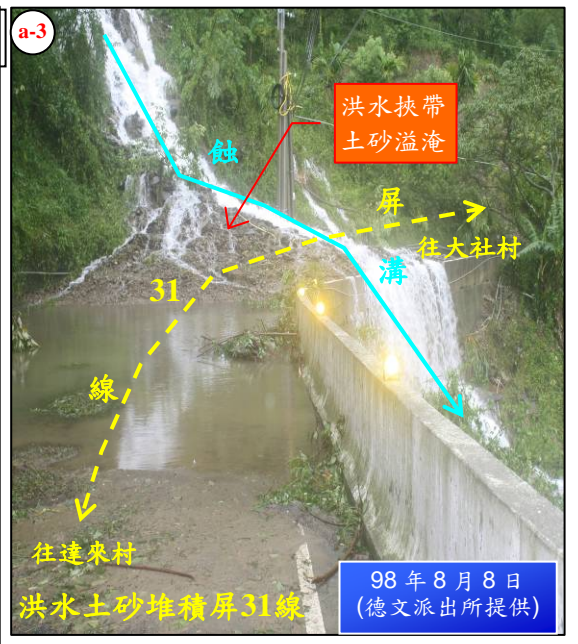 a-3
洪水挾帶
土砂溢淹
蝕
溝
屏
31
線
往大社村
往達來村
洪水土砂堆積屏31線
98年8月8日
(德文派出所提供)